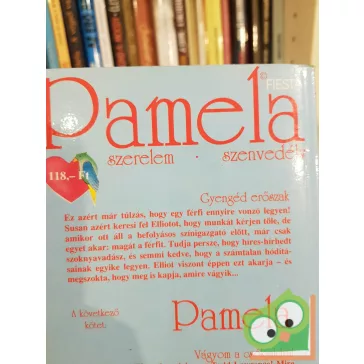 Pamela
FIESTA
szerelem · szenvedély
118,– Ft
Gyengéd erőszak
Ez azért már túlzás, hogy egy férfi ennyire vonzó legyen!
Susan azért keresi fel Elliotot, hogy munkát kérjen tőle, de
amikor ott áll a befolyásos színigazgató előtt, már csak
egyet akar: magát a férfit. Tudja persze, hogy híres-hírhedt
szoknyavadász, és semmi kedve, hogy a számtalan hódítá-
sainak egyike legyen. Elliot viszont éppen ezt akarja – és
megszokta, hogy meg is kapja, amire vágyik...
A következő
kötet:
Pamela
Vágyom a